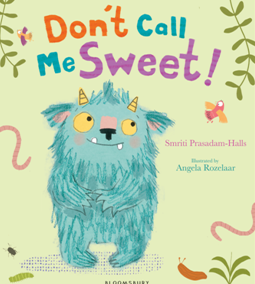 Don't Call
Me Sweet!
Smriti Prasadam-Halls
Illustrated by
Angela Rozelaar
BLOOMSBURY